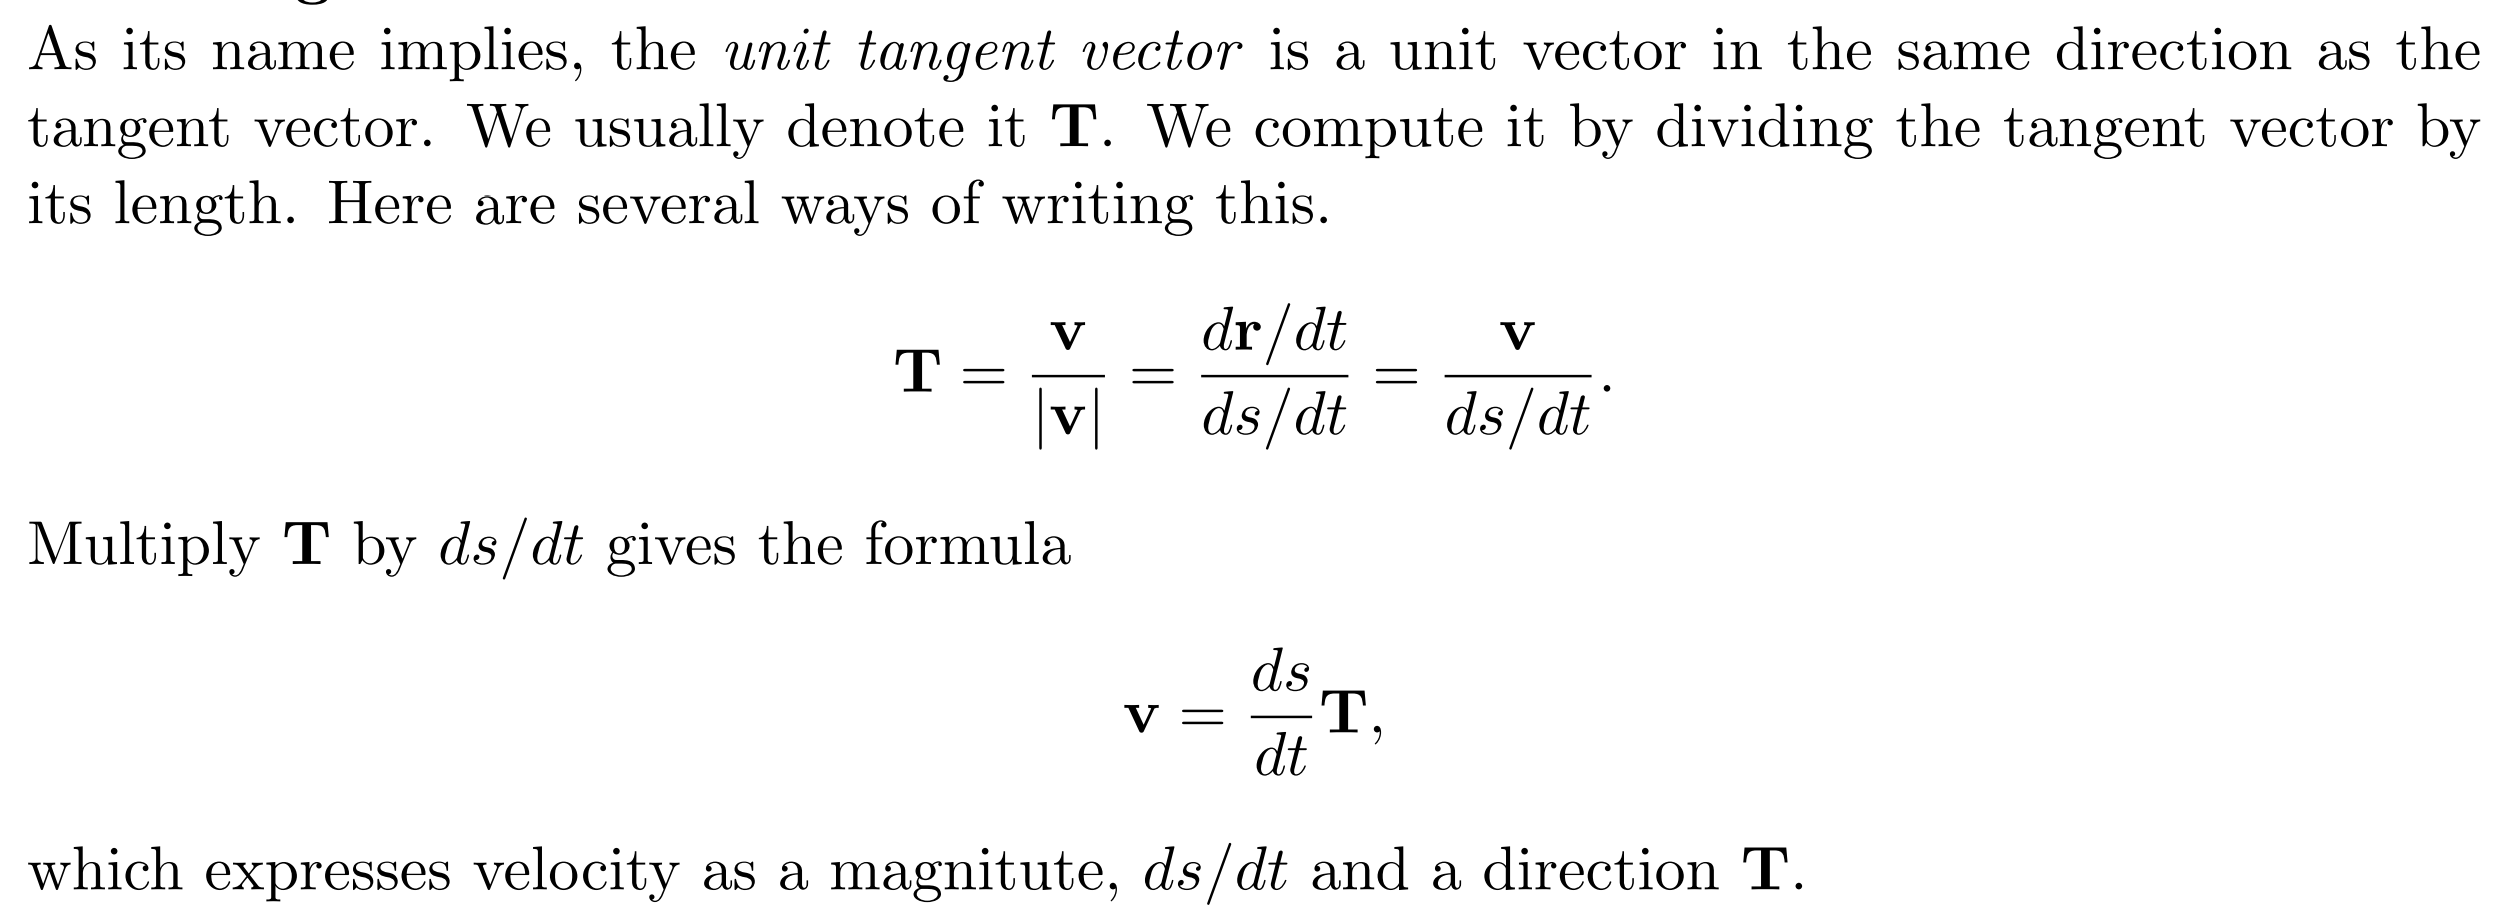 As its name implies, the unit tangent vector is a unit vector in the same direction as the
tangent vector. We usually denote it T. We compute it by dividing the tangent vector by
its length. Here are several ways of writing this.
T = v/|v| = (dr/dt)/(ds/dt) = v/(ds/dt).
Multiply T by ds/dt gives the formula
v = ds/dt T,
which expresses velocity as a magnitute, ds/dt and a direction T.